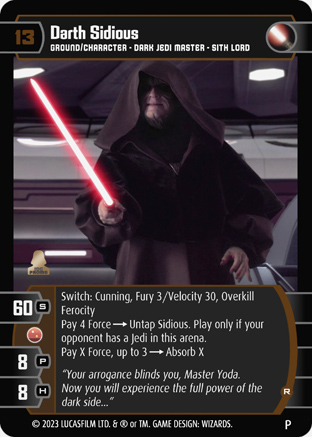 13
Darth Sidious
GROUND/CHARACTER - DARK JEDI MASTER - SITH LORD
60 S
8 P
8 H
Switch: Cunning, Fury 3/Velocity 30, Overkill
Ferocity
Pay 4 Force → Untap Sidious. Play only if your
opponent has a Jedi in this arena.
Pay X Force, up to 3 → Absorb X
"Your arrogance blinds you, Master Yoda.
Now you will experience the full power of the
dark side..."
R
© 2023 LUCASFILM LTD. & ® or TM. GAME DESIGN: WIZARDS.
P